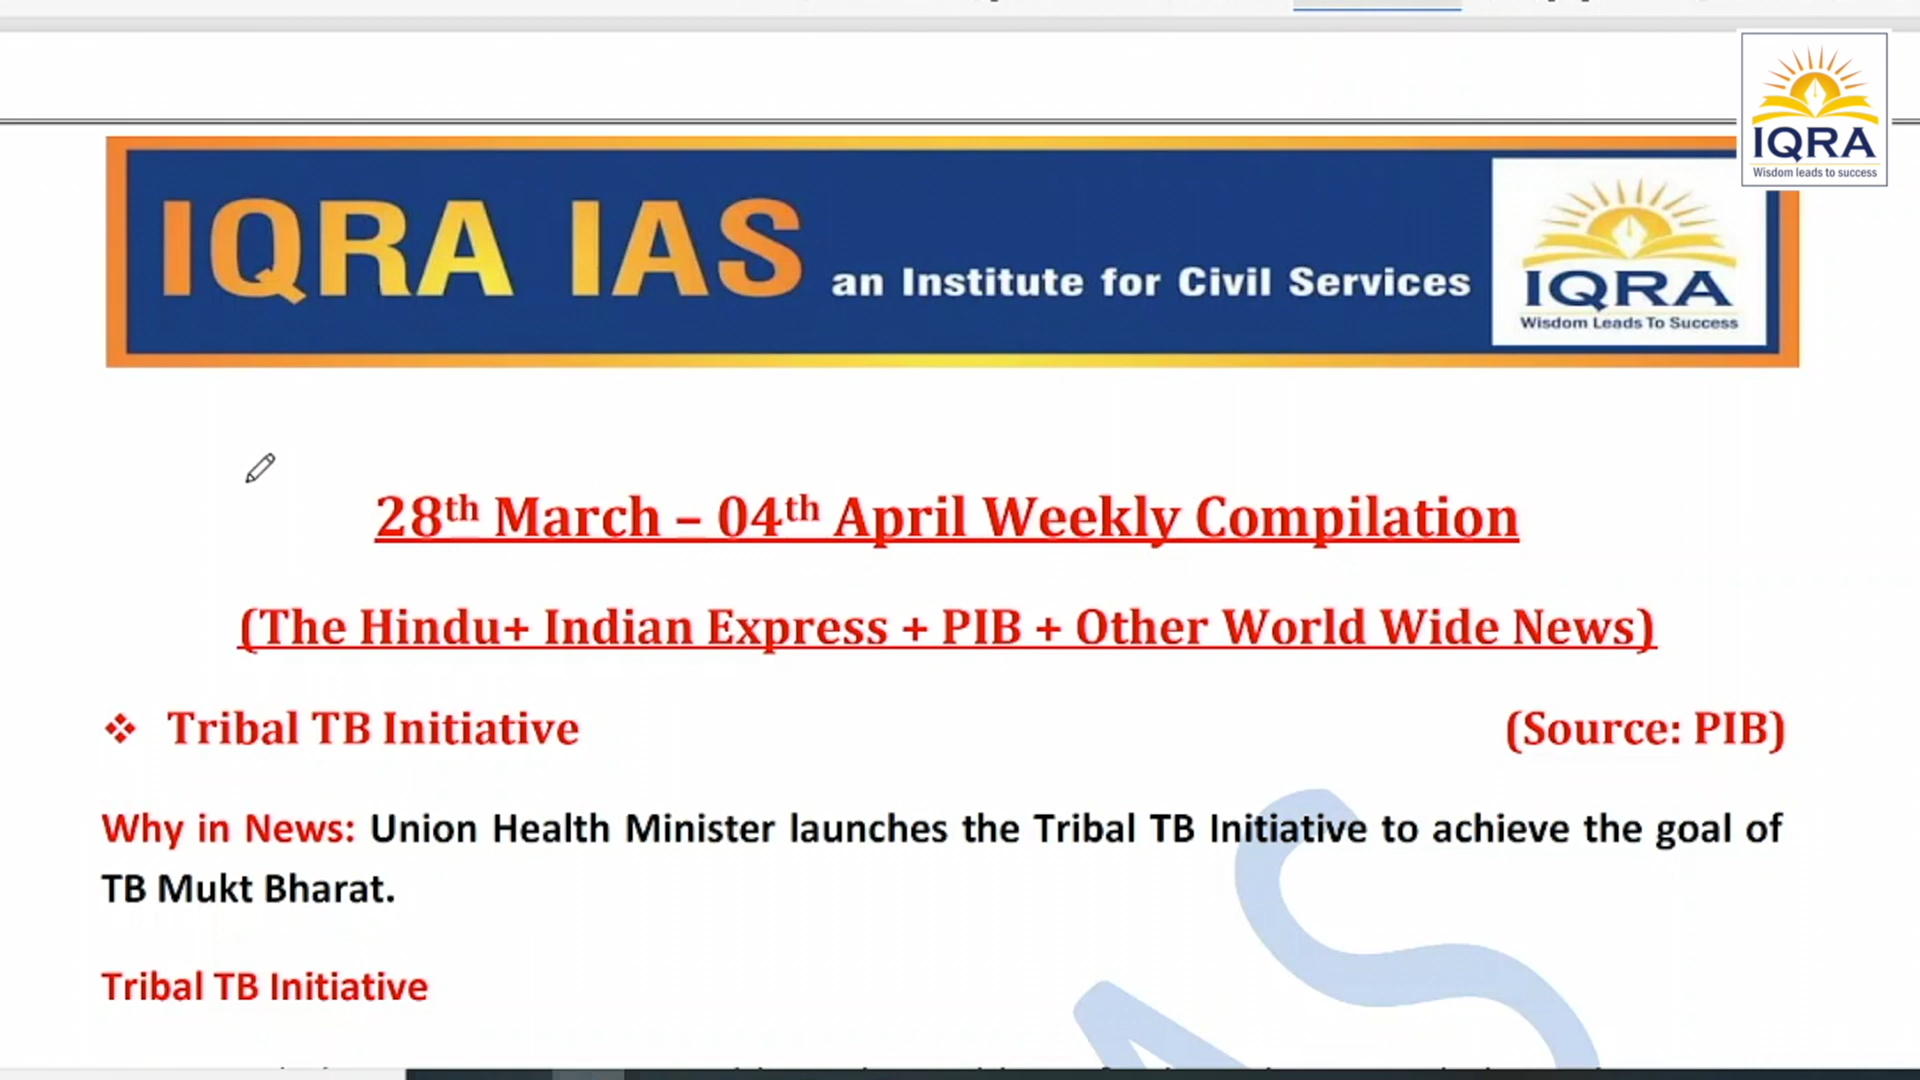 IQRA
Wisdom leads to success
IQRA IAS an Institute for Civil Services
IQRA
Wisdom Leads To Success
28th March – 04th April Weekly Compilation
(The Hindu+ Indian Express + PIB + Other World Wide News)
❖ Tribal TB Initiative (Source: PIB)
Why in News: Union Health Minister launches the Tribal TB Initiative to achieve the goal of
TB Mukt Bharat.
Tribal TB Initiative